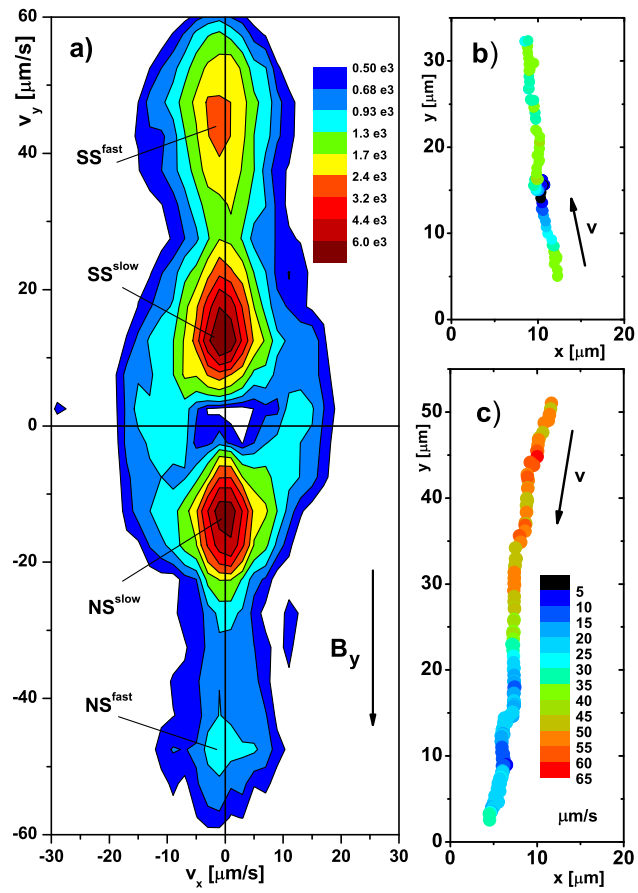 a)
v_y [μm/s]
60
40
20
0
-20
-40
-60
-30
-20
-10
0
10
20
30
v_x [μm/s]
SS^fast
SS^slow
NS^slow
NS^fast
B_y
0.50 e3
0.68 e3
0.93 e3
1.3 e3
1.7 e3
2.4 e3
3.2 e3
4.4 e3
6.0 e3
b)
y [μm]
30
20
10
0
0
10
20
x [μm]
v
c)
y [μm]
50
40
30
20
10
0
0
10
20
x [μm]
v
5
10
15
20
25
30
35
40
45
50
55
60
65
μm/s